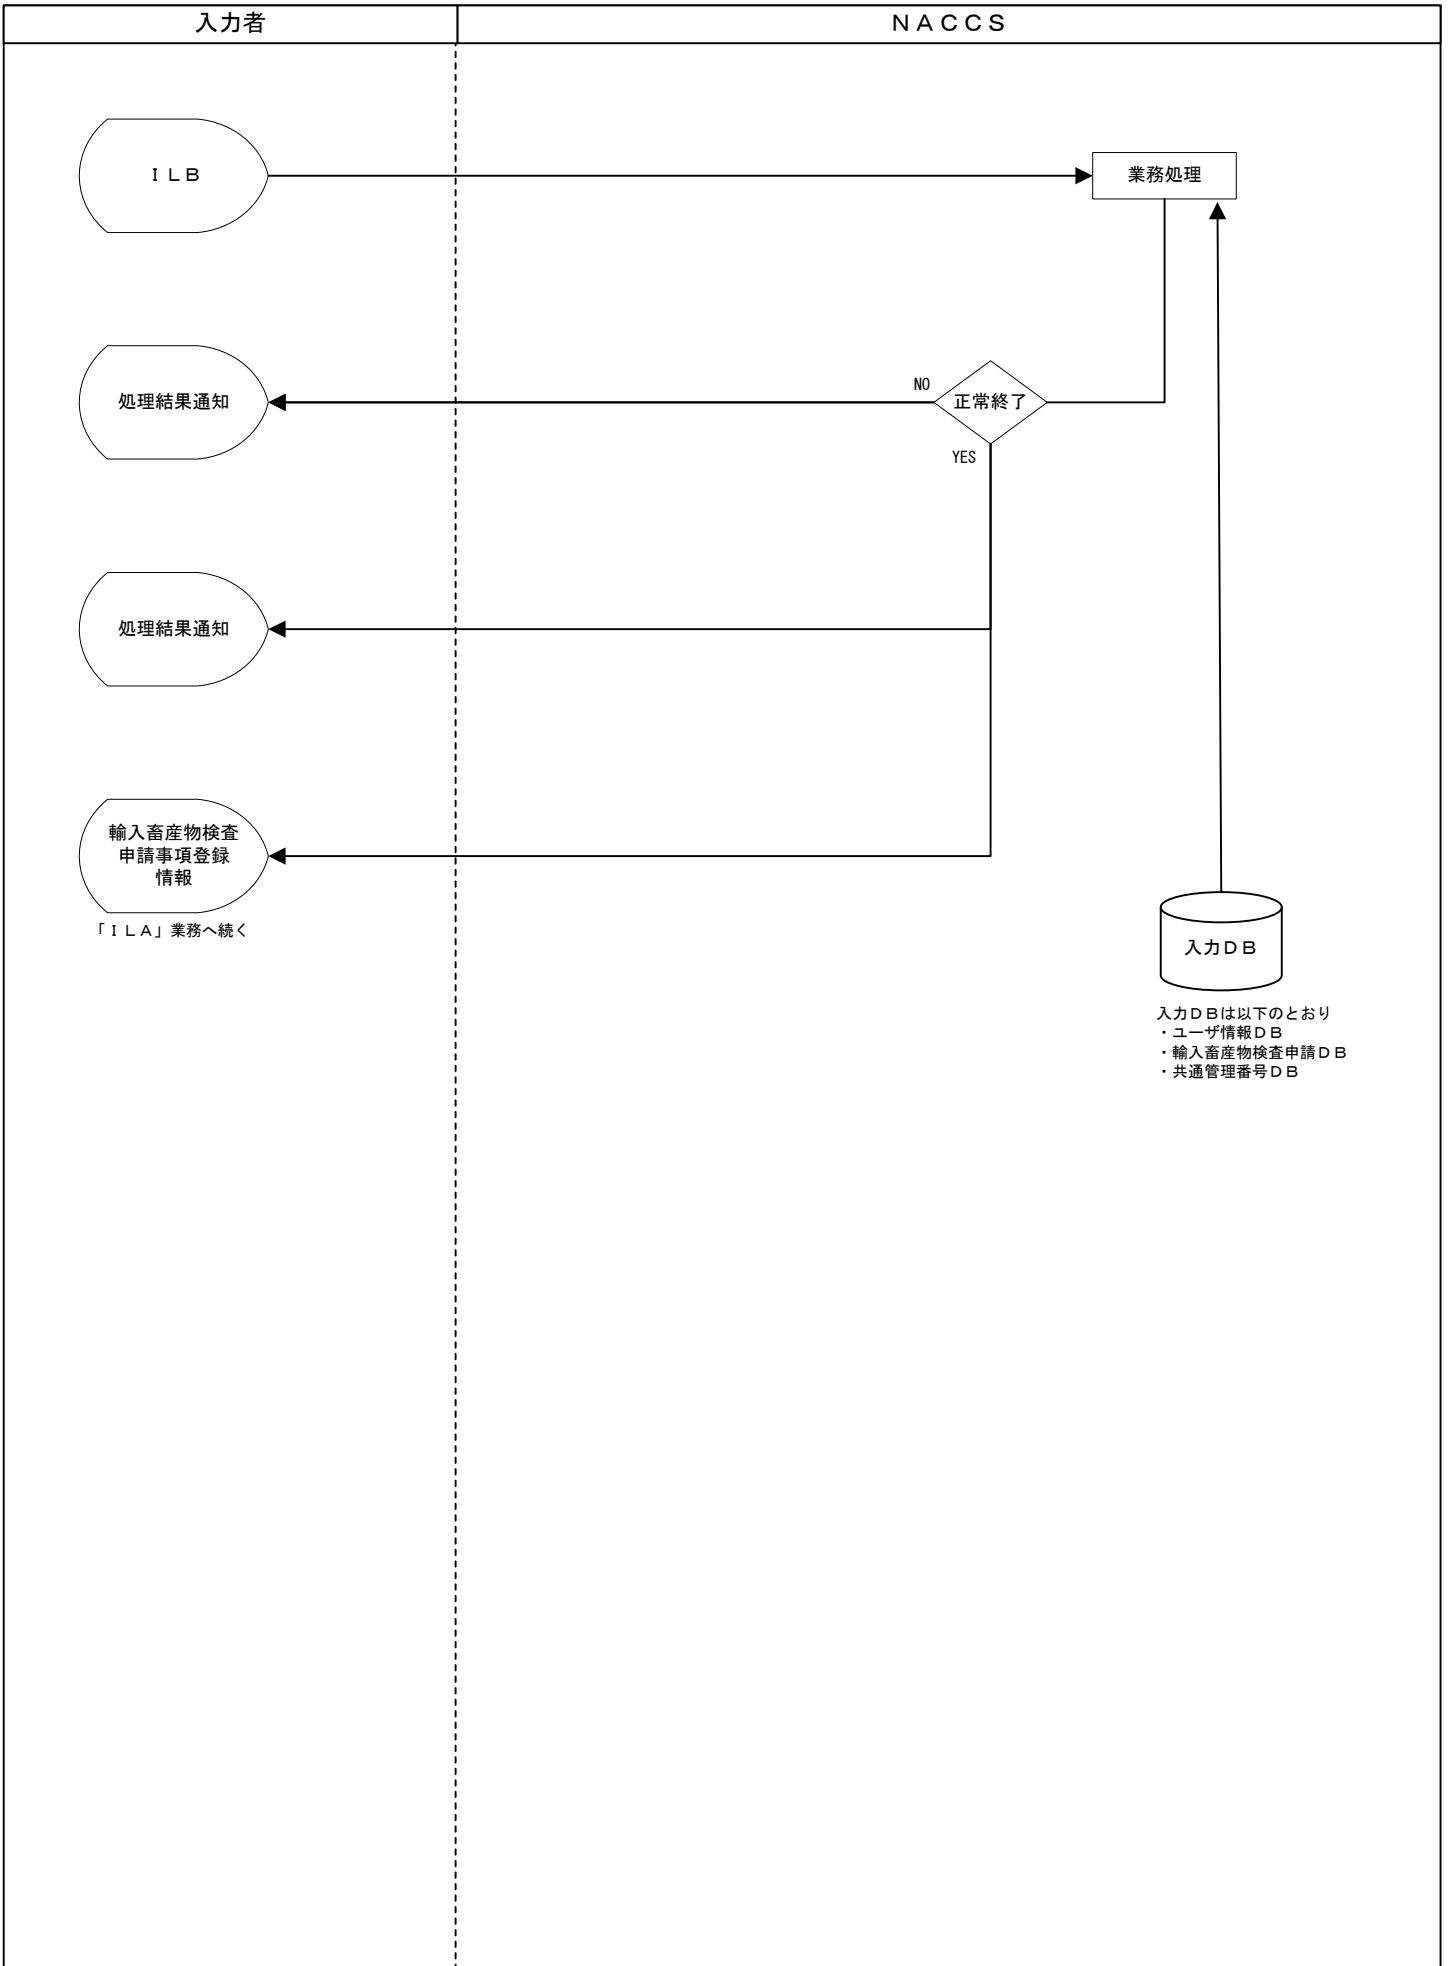 入力者
ＮＡＣＣＳ
ＩＬＢ
業務処理
処理結果通知
NO
正常終了
YES
処理結果通知
輸入畜産物検査
申請事項登録
情報
「ＩＬＡ」業務へ続く
入力ＤＢ
入力ＤＢは以下のとおり
・ユーザ情報ＤＢ
・輸入畜産物検査申請ＤＢ
・共通管理番号ＤＢ